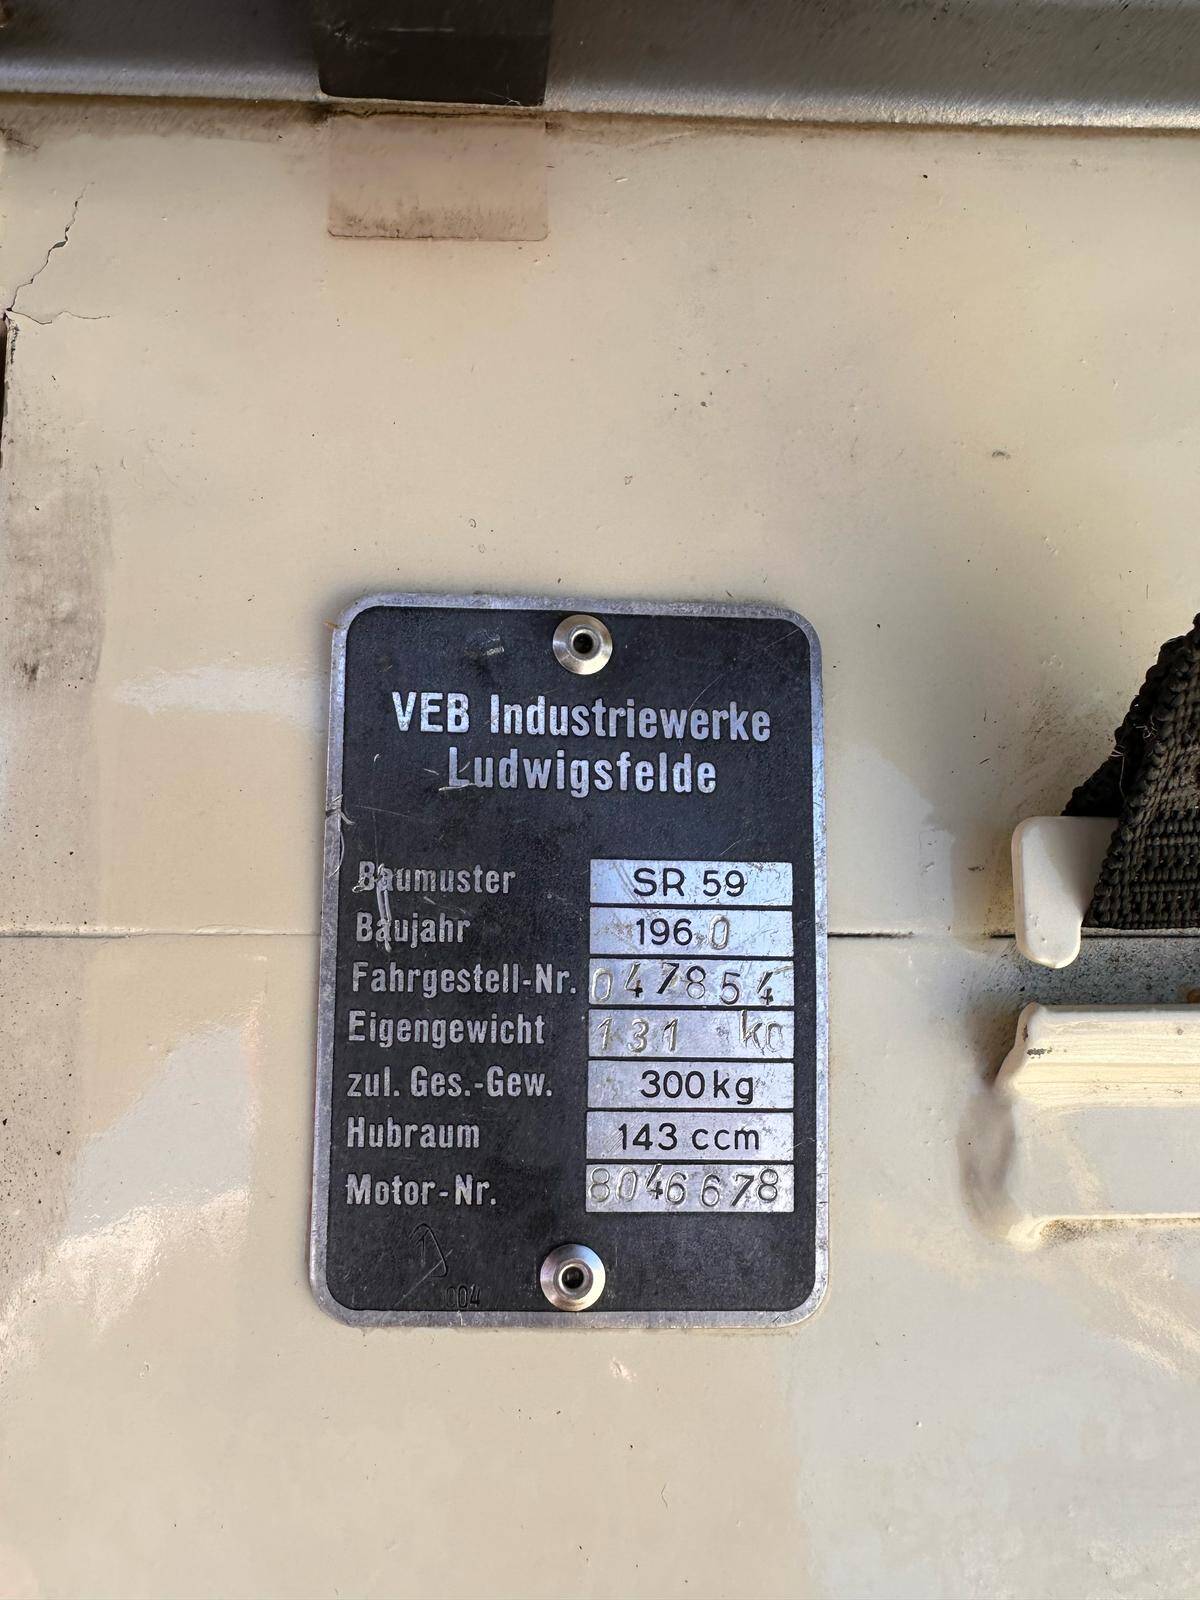 VEB Industriewerke
Ludwigsfelde
Baumuster SR 59
Baujahr 1960
Fahrgestell-Nr. 047854
Eigengewicht 131 kg
zul. Ges.-Gew. 300 kg
Hubraum 143 ccm
Motor-Nr. 8046678
004